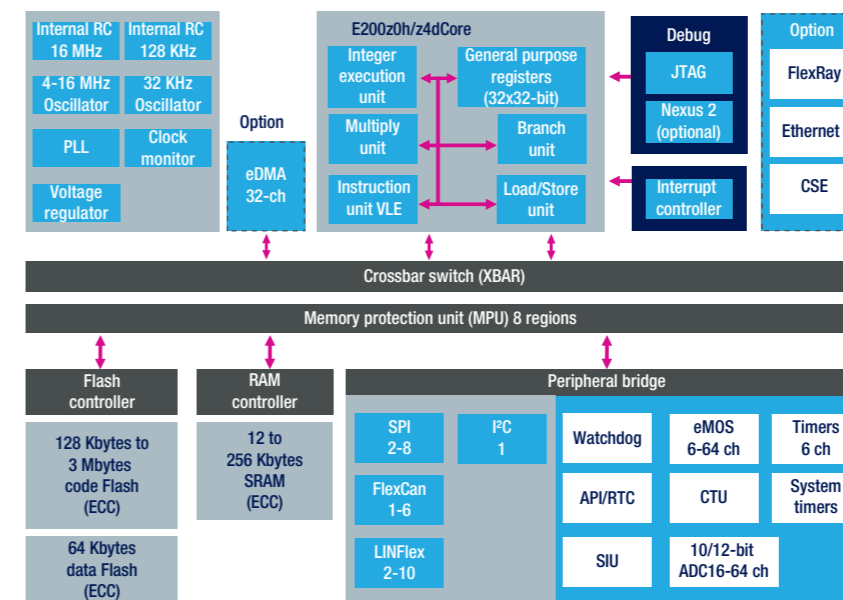 Internal RC
16 MHz
Internal RC
128 KHz
4-16 MHz
Oscillator
32 KHz
Oscillator
PLL
Clock
monitor
Voltage
regulator
Option
eDMA
32-ch
E200z0h/z4dCore
Integer
execution
unit
General purpose
registers
(32x32-bit)
Multiply
unit
Branch
unit
Instruction
unit VLE
Load/Store
unit
Debug
JTAG
Nexus 2
(optional)
Interrupt
controller
Option
FlexRay
Ethernet
CSE
Crossbar switch (XBAR)
Memory protection unit (MPU) 8 regions
Flash
controller
128 Kbytes to
3 Mbytes
code Flash
(ECC)
64 Kbytes
data Flash
(ECC)
RAM
controller
12 to
256 Kbytes
SRAM
(ECC)
Peripheral bridge
SPI
2-8
I²C
1
FlexCan
1-6
LINFlex
2-10
Watchdog
eMOS
6-64 ch
Timers
6 ch
API/RTC
CTU
System
timers
SIU
10/12-bit
ADC16-64 ch